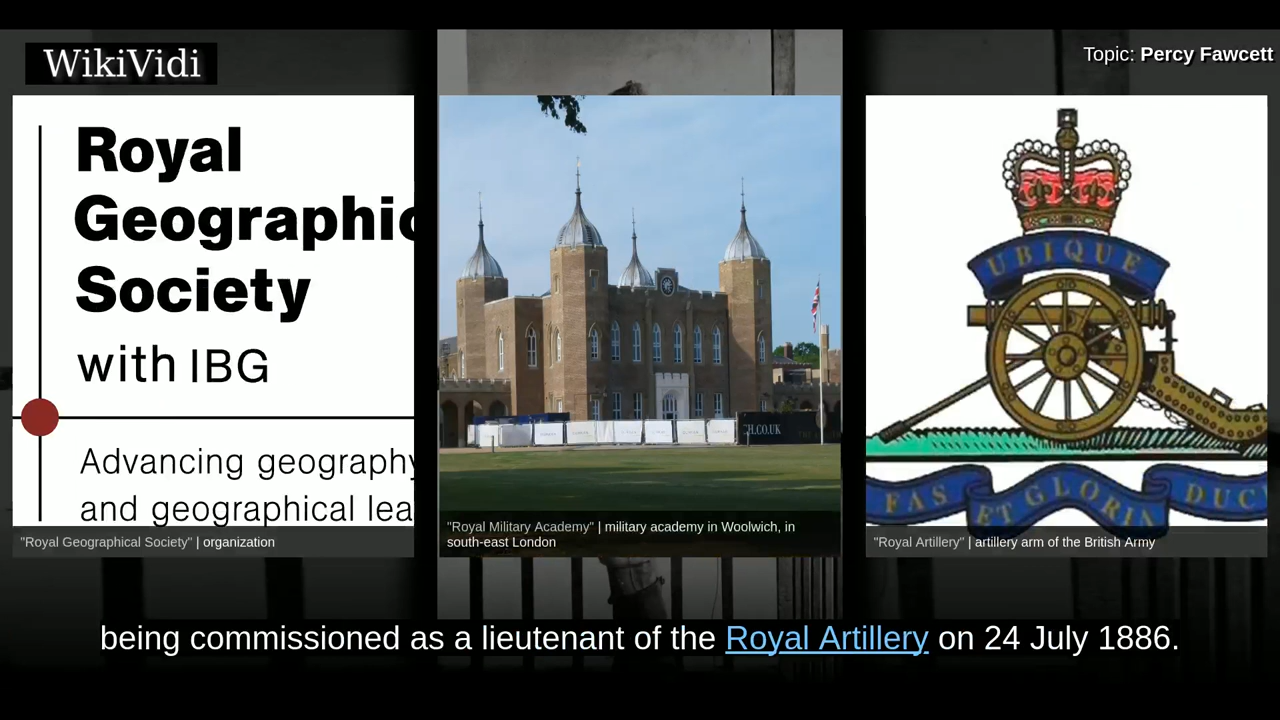 WikiVidi
Topic: Percy Fawcett
Royal
Geographic
Society
with IBG
Advancing geography
and geographical lea
"Royal Geographical Society" | organization
H.CO.UK
"Royal Military Academy" | military academy in Woolwich, in
south-east London
UBIQUE
FAS ET GLORIA DUC
"Royal Artillery" | artillery arm of the British Army
being commissioned as a lieutenant of the Royal Artillery on 24 July 1886.